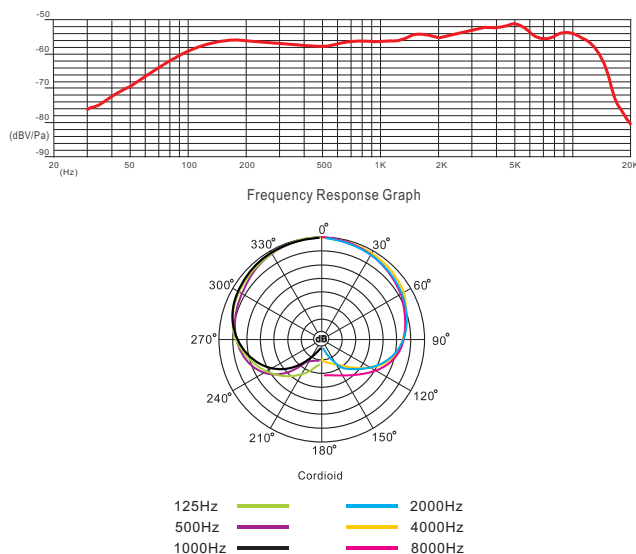 -50
-60
-70
-80
(dBV/Pa)
-90
20 50 100 200 500 1K 2K 5K 20K
(Hz)
Frequency Response Graph
0°
330° 30°
300° 60°
270° dB 90°
240° 120°
210° 150°
180°
Cordioid
125Hz 2000Hz
500Hz 4000Hz
1000Hz 8000Hz